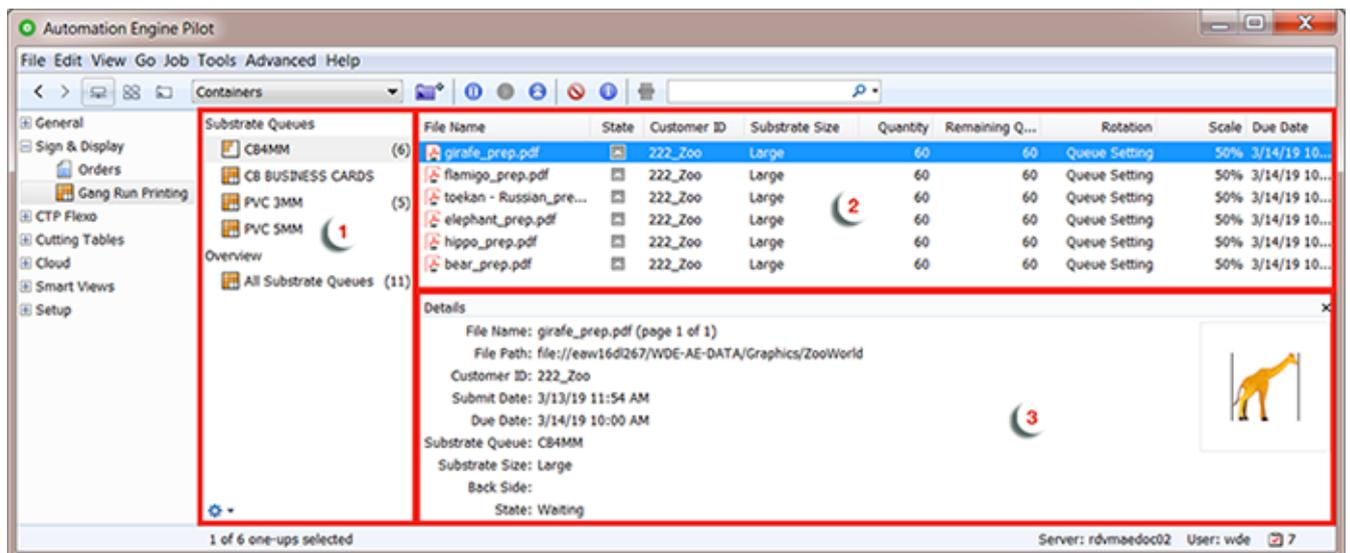 Automation Engine Pilot
File Edit View Go Job Tools Advanced Help
Containers
General
Sign & Display
Orders
Gang Run Printing
CTP Flexo
Cutting Tables
Cloud
Smart Views
Setup
Substrate Queues
CB4MM (6)
CB BUSINESS CARDS
PVC 3MM (5)
PVC 5MM
Overview
All Substrate Queues (11)
1
File Name State Customer ID Substrate Size Quantity Remaining Q... Rotation Scale Due Date
girafe_prep.pdf 222_Zoo Large 60 60 Queue Setting 50% 3/14/19 10...
flamigo_prep.pdf 222_Zoo Large 60 60 Queue Setting 50% 3/14/19 10...
toekan - Russian_pre... 222_Zoo Large 60 60 Queue Setting 50% 3/14/19 10...
elephant_prep.pdf 222_Zoo Large 60 60 Queue Setting 50% 3/14/19 10...
hippo_prep.pdf 222_Zoo Large 60 60 Queue Setting 50% 3/14/19 10...
bear_prep.pdf 222_Zoo Large 60 60 Queue Setting 50% 3/14/19 10...
2
Details
File Name: girafe_prep.pdf (page 1 of 1)
File Path: file://eaw16dl267/WDE-AE-DATA/Graphics/ZooWorld
Customer ID: 222_Zoo
Submit Date: 3/13/19 11:54 AM
Due Date: 3/14/19 10:00 AM
Substrate Queue: CB4MM
Substrate Size: Large
Back Side:
State: Waiting
3
1 of 6 one-ups selected
Server: rdvmaedoc02 User: wde 7